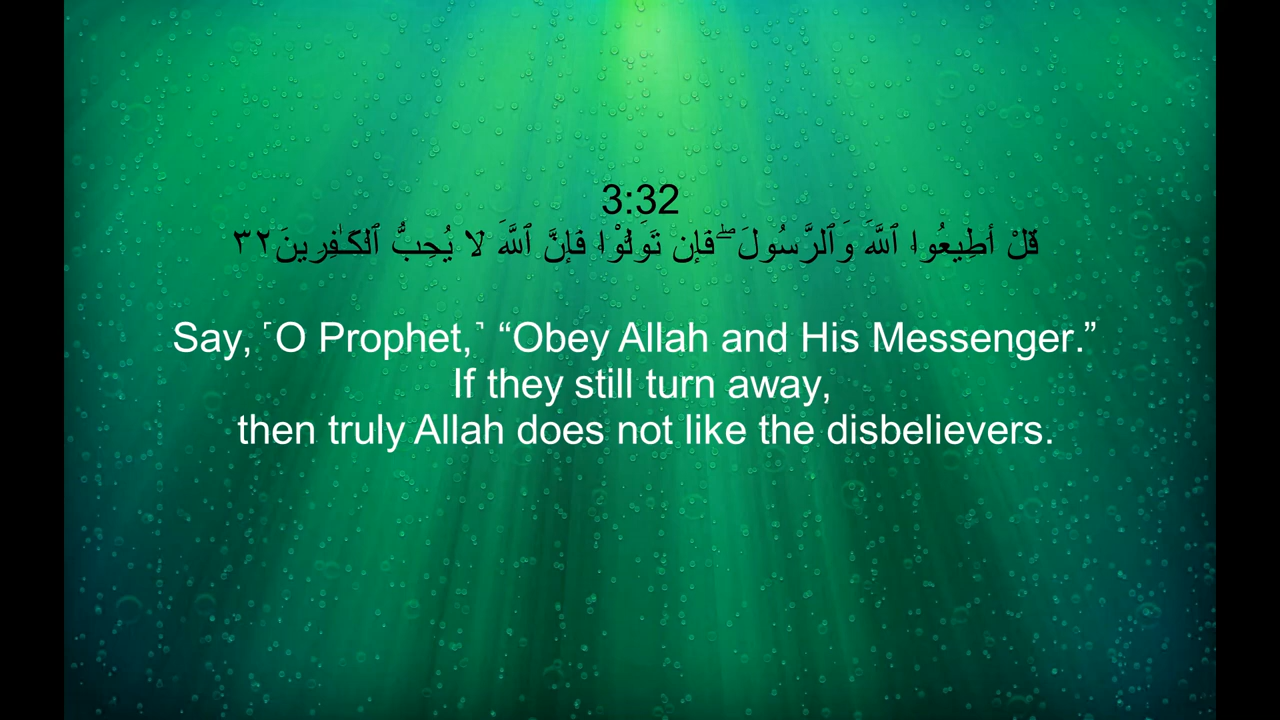 3:32
قُلْ أَطِيعُوا۟ ٱللَّهَ وَٱلرَّسُولَ ۖ فَإِن تَوَلَّوْا۟ فَإِنَّ ٱللَّهَ لَا يُحِبُّ ٱلْكَـٰفِرِينَ ٣٢
Say, ˹O Prophet,˺ “Obey Allah and His Messenger.”
If they still turn away,
then truly Allah does not like the disbelievers.